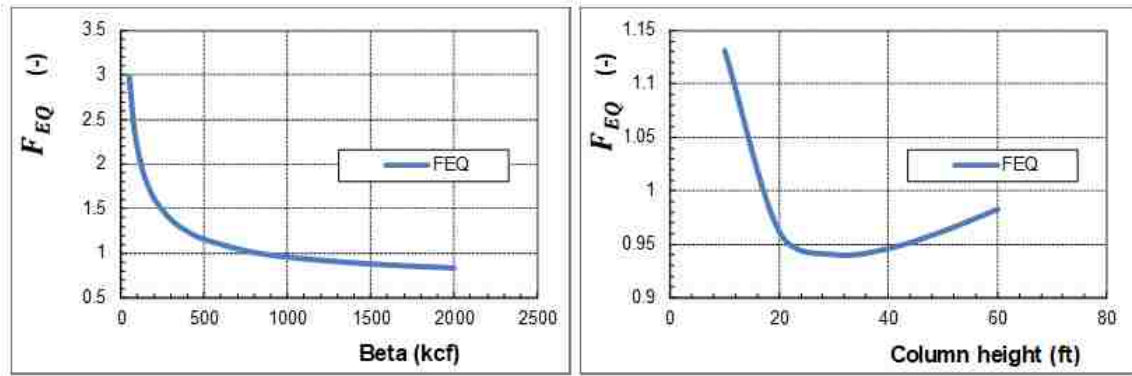 3.5
3
2.5
2
1.5
1
0.5
F_EQ (-)
FEQ
0 500 1000 1500 2000 2500
Beta (kcf)
1.15
1.1
1.05
1
0.95
0.9
F_EQ (-)
FEQ
0 20 40 60 80
Column height (ft)